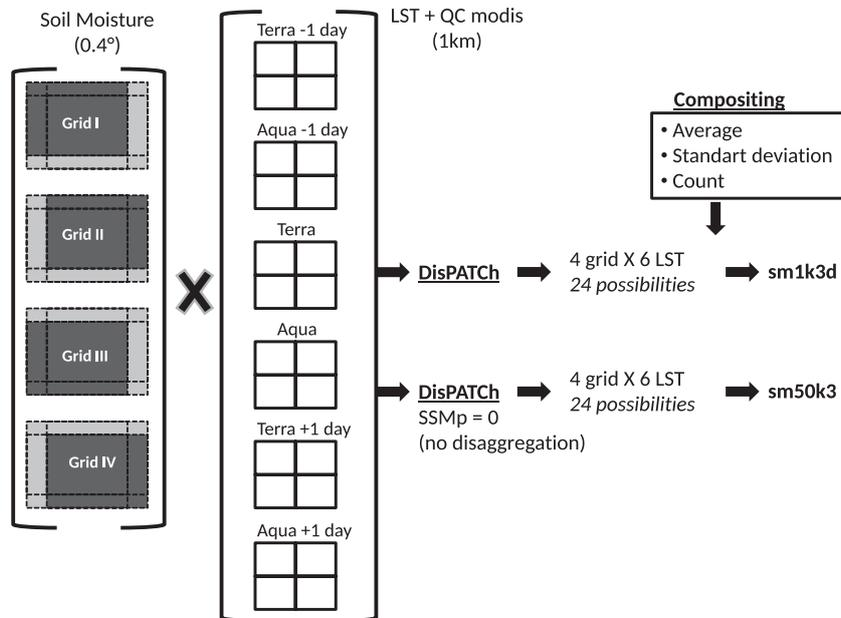 Soil Moisture
(0.4°)
Grid I
Grid II
Grid III
Grid IV
X
Terra -1 day
Aqua -1 day
Terra
Aqua
Terra +1 day
Aqua +1 day
LST + QC modis
(1km)
Compositing
• Average
• Standart deviation
• Count
DisPATCh
4 grid X 6 LST
24 possibilities
sm1k3d
DisPATCh
SSMp = 0
(no disaggregation)
4 grid X 6 LST
24 possibilities
sm50k3